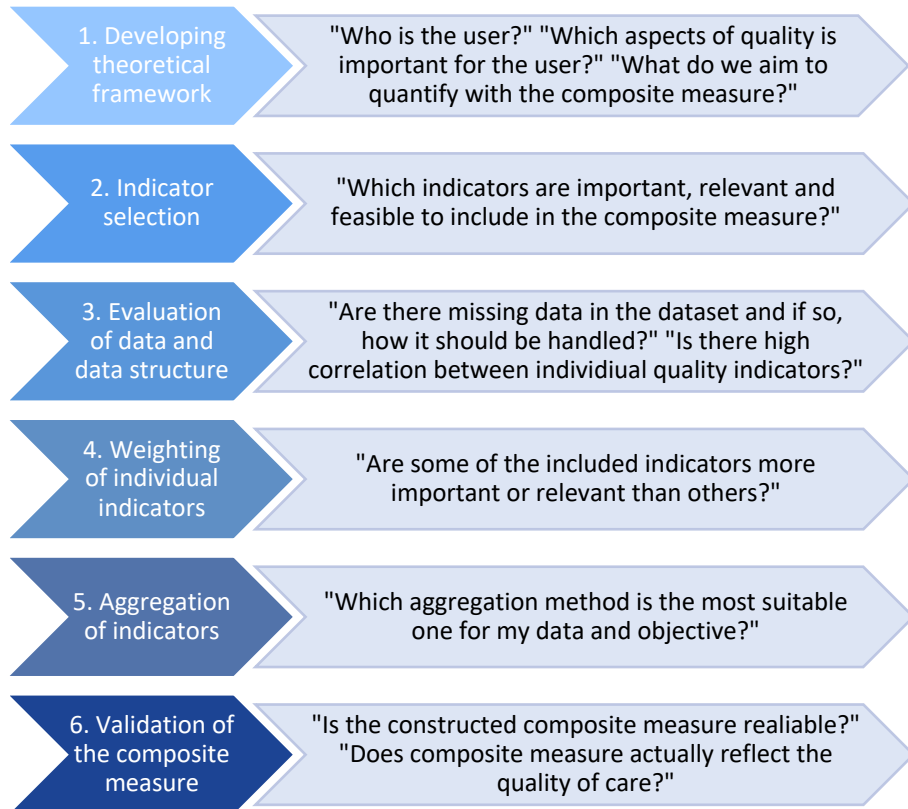 1. Developing
theoretical
framework
"Who is the user?" "Which aspects of quality is
important for the user?" "What do we aim to
quantify with the composite measure?"
2. Indicator
selection
"Which indicators are important, relevant and
feasible to include in the composite measure?"
3. Evaluation
of data and
data structure
"Are there missing data in the dataset and if so,
how it should be handled?" "Is there high
correlation between individiual quality indicators?"
4. Weighting
of individual
indicators
"Are some of the included indicators more
important or relevant than others?"
5. Aggregation
of indicators
"Which aggregation method is the most suitable
one for my data and objective?"
6. Validation of
the composite
measure
"Is the constructed composite measure realiable?"
"Does composite measure actually reflect the
quality of care?"